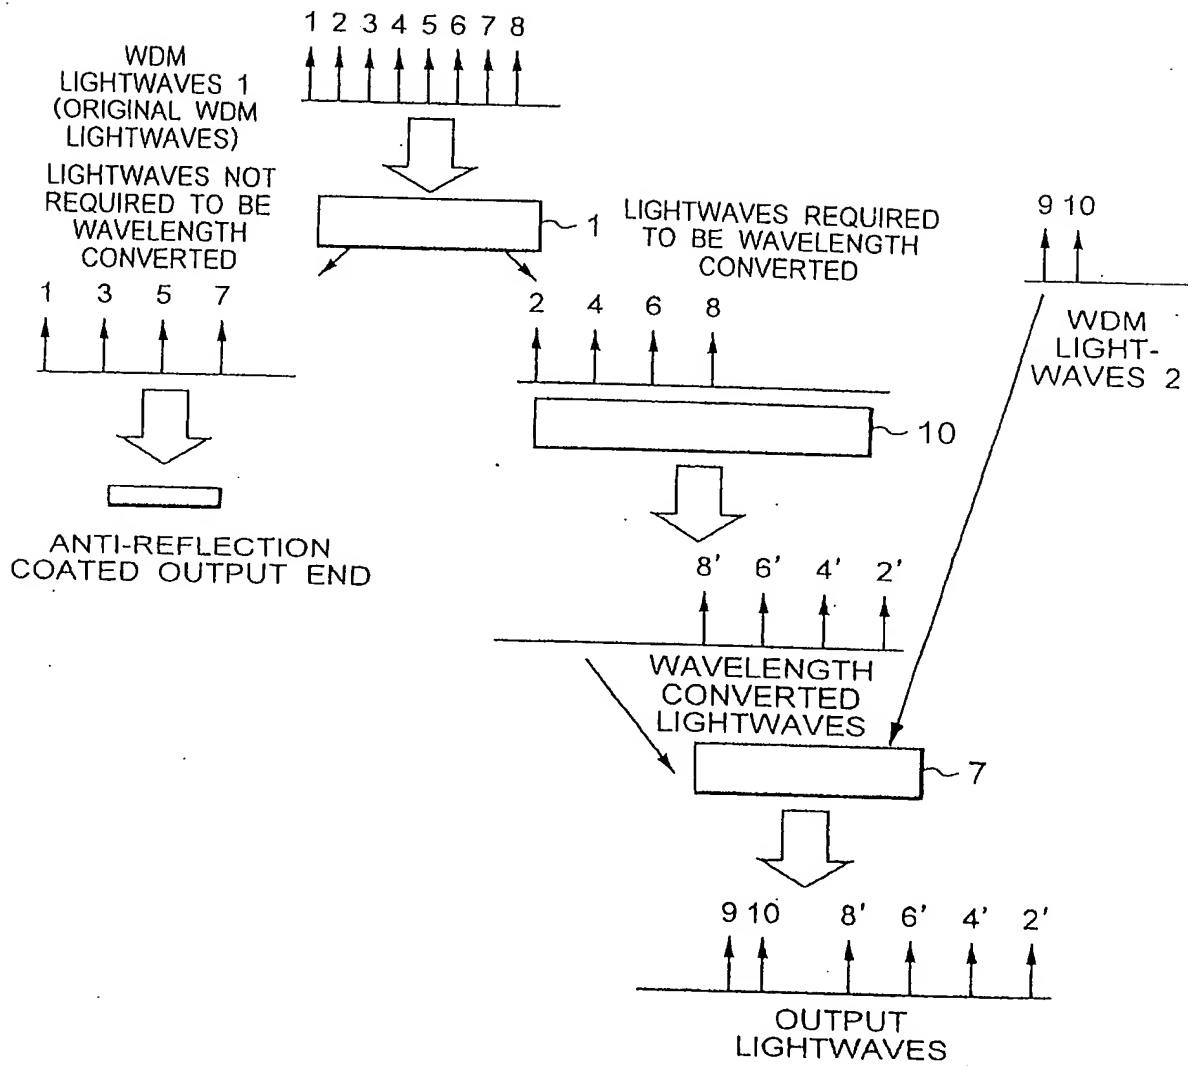 1 2 3 4 5 6 7 8
WDM
LIGHTWAVES 1
(ORIGINAL WDM
LIGHTWAVES)
LIGHTWAVES NOT
REQUIRED TO BE
WAVELENGTH
CONVERTED
1
LIGHTWAVES REQUIRED
TO BE WAVELENGTH
CONVERTED
9 10
WDM
LIGHT-
WAVES 2
1 3 5 7
2 4 6 8
10
ANTI-REFLECTION
COATED OUTPUT END
8' 6' 4' 2'
WAVELENGTH
CONVERTED
LIGHTWAVES
7
9 10 8' 6' 4' 2'
OUTPUT
LIGHTWAVES